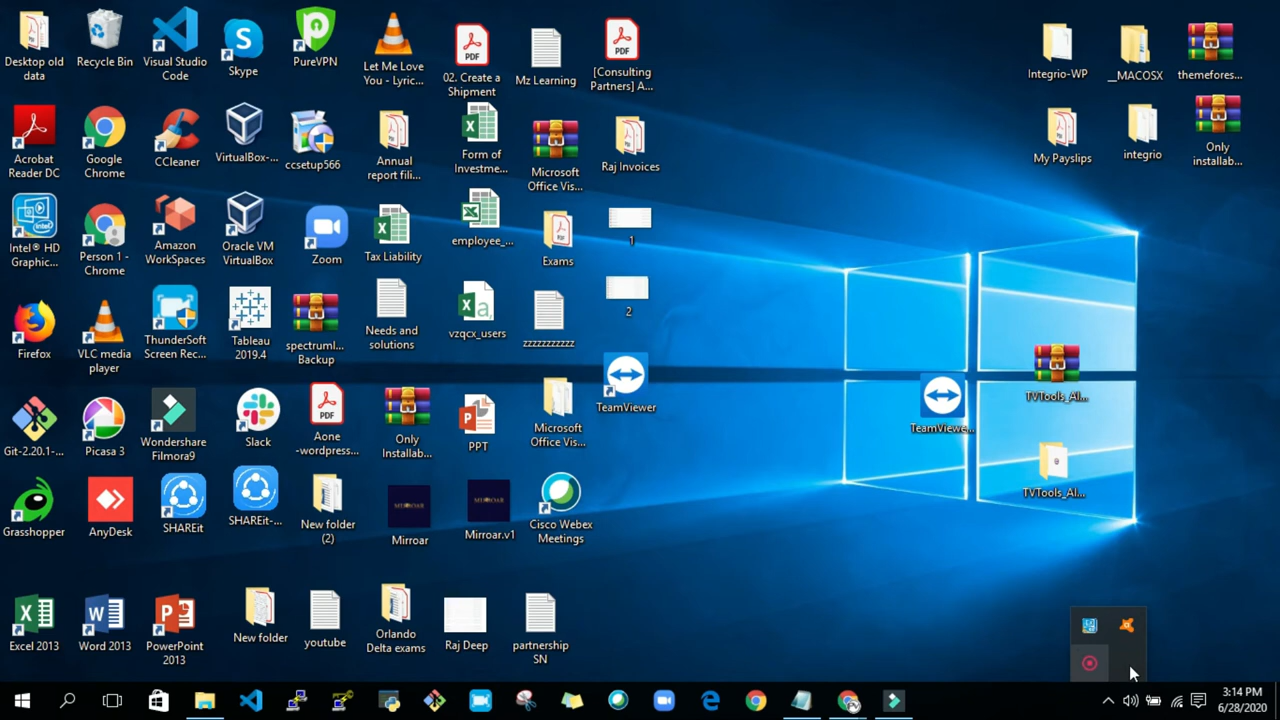 Desktop old
data
Recycle Bin
Visual Studio
Code
Skype
PurePVPN
Let Me Love
You - Lyric...
02. Create a
Shipment
Mz Learning
[Consulting
Partners] A...
Integrio-WP
__MACOSX
themefores...
Acrobat
Reader DC
Google
Chrome
CCleaner
VirtualBox-...
ccsetup566
Annual
report fili...
Form of
Investme...
Microsoft
Office Vis...
Raj Invoices
My Payslips
integrio
Only
installab...
Intel® HD
Graphic...
Person 1 -
Chrome
Amazon
WorkSpaces
Oracle VM
VirtualBox
Zoom
Tax Liability
employee_...
Exams
1
Firefox
VLC media
player
ThunderSoft
Screen Rec...
Tableau
2019.4
spectruml...
Backup
Needs and
solutions
vzqcx_users
zzzzzzzzzzz
2
TeamViewer
TeamViewe...
TVTools_Al...
Git-2.20.1-...
Picasa 3
Wondershare
Filmora9
Slack
Aone
-wordpress...
Only
Installab...
PPT
Microsoft
Office Vis...
TVTools_Al...
Grasshopper
AnyDesk
SHAREit
SHAREit-...
New folder
(2)
MIRROAR
Mirroar
MIRROAR
Mirroar.v1
Cisco Webex
Meetings
Excel 2013
Word 2013
PowerPoint
2013
New folder
youtube
Orlando
Delta exams
Raj Deep
partnership
SN
3:14 PM
6/28/2020